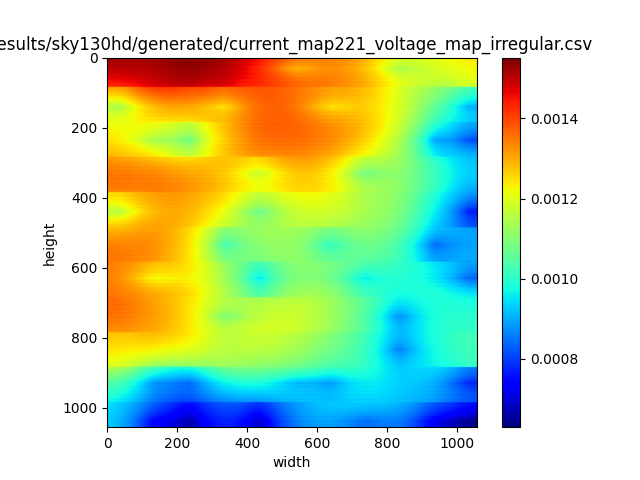 esults/sky130hd/generated/current_map221_voltage_map_irregular.csv
0
200
400
600
800
1000
height
0 200 400 600 800 1000
width
0.0014
0.0012
0.0010
0.0008